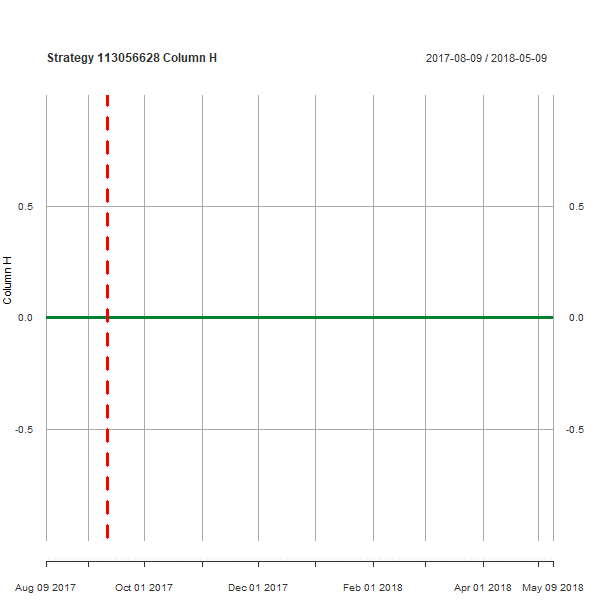 Strategy 113056628 Column H
2017-08-09 / 2018-05-09
0.5 0.5
Column H
0.0 0.0
-0.5 -0.5
Aug 09 2017 Oct 01 2017 Dec 01 2017 Feb 01 2018 Apr 01 2018 May 09 2018